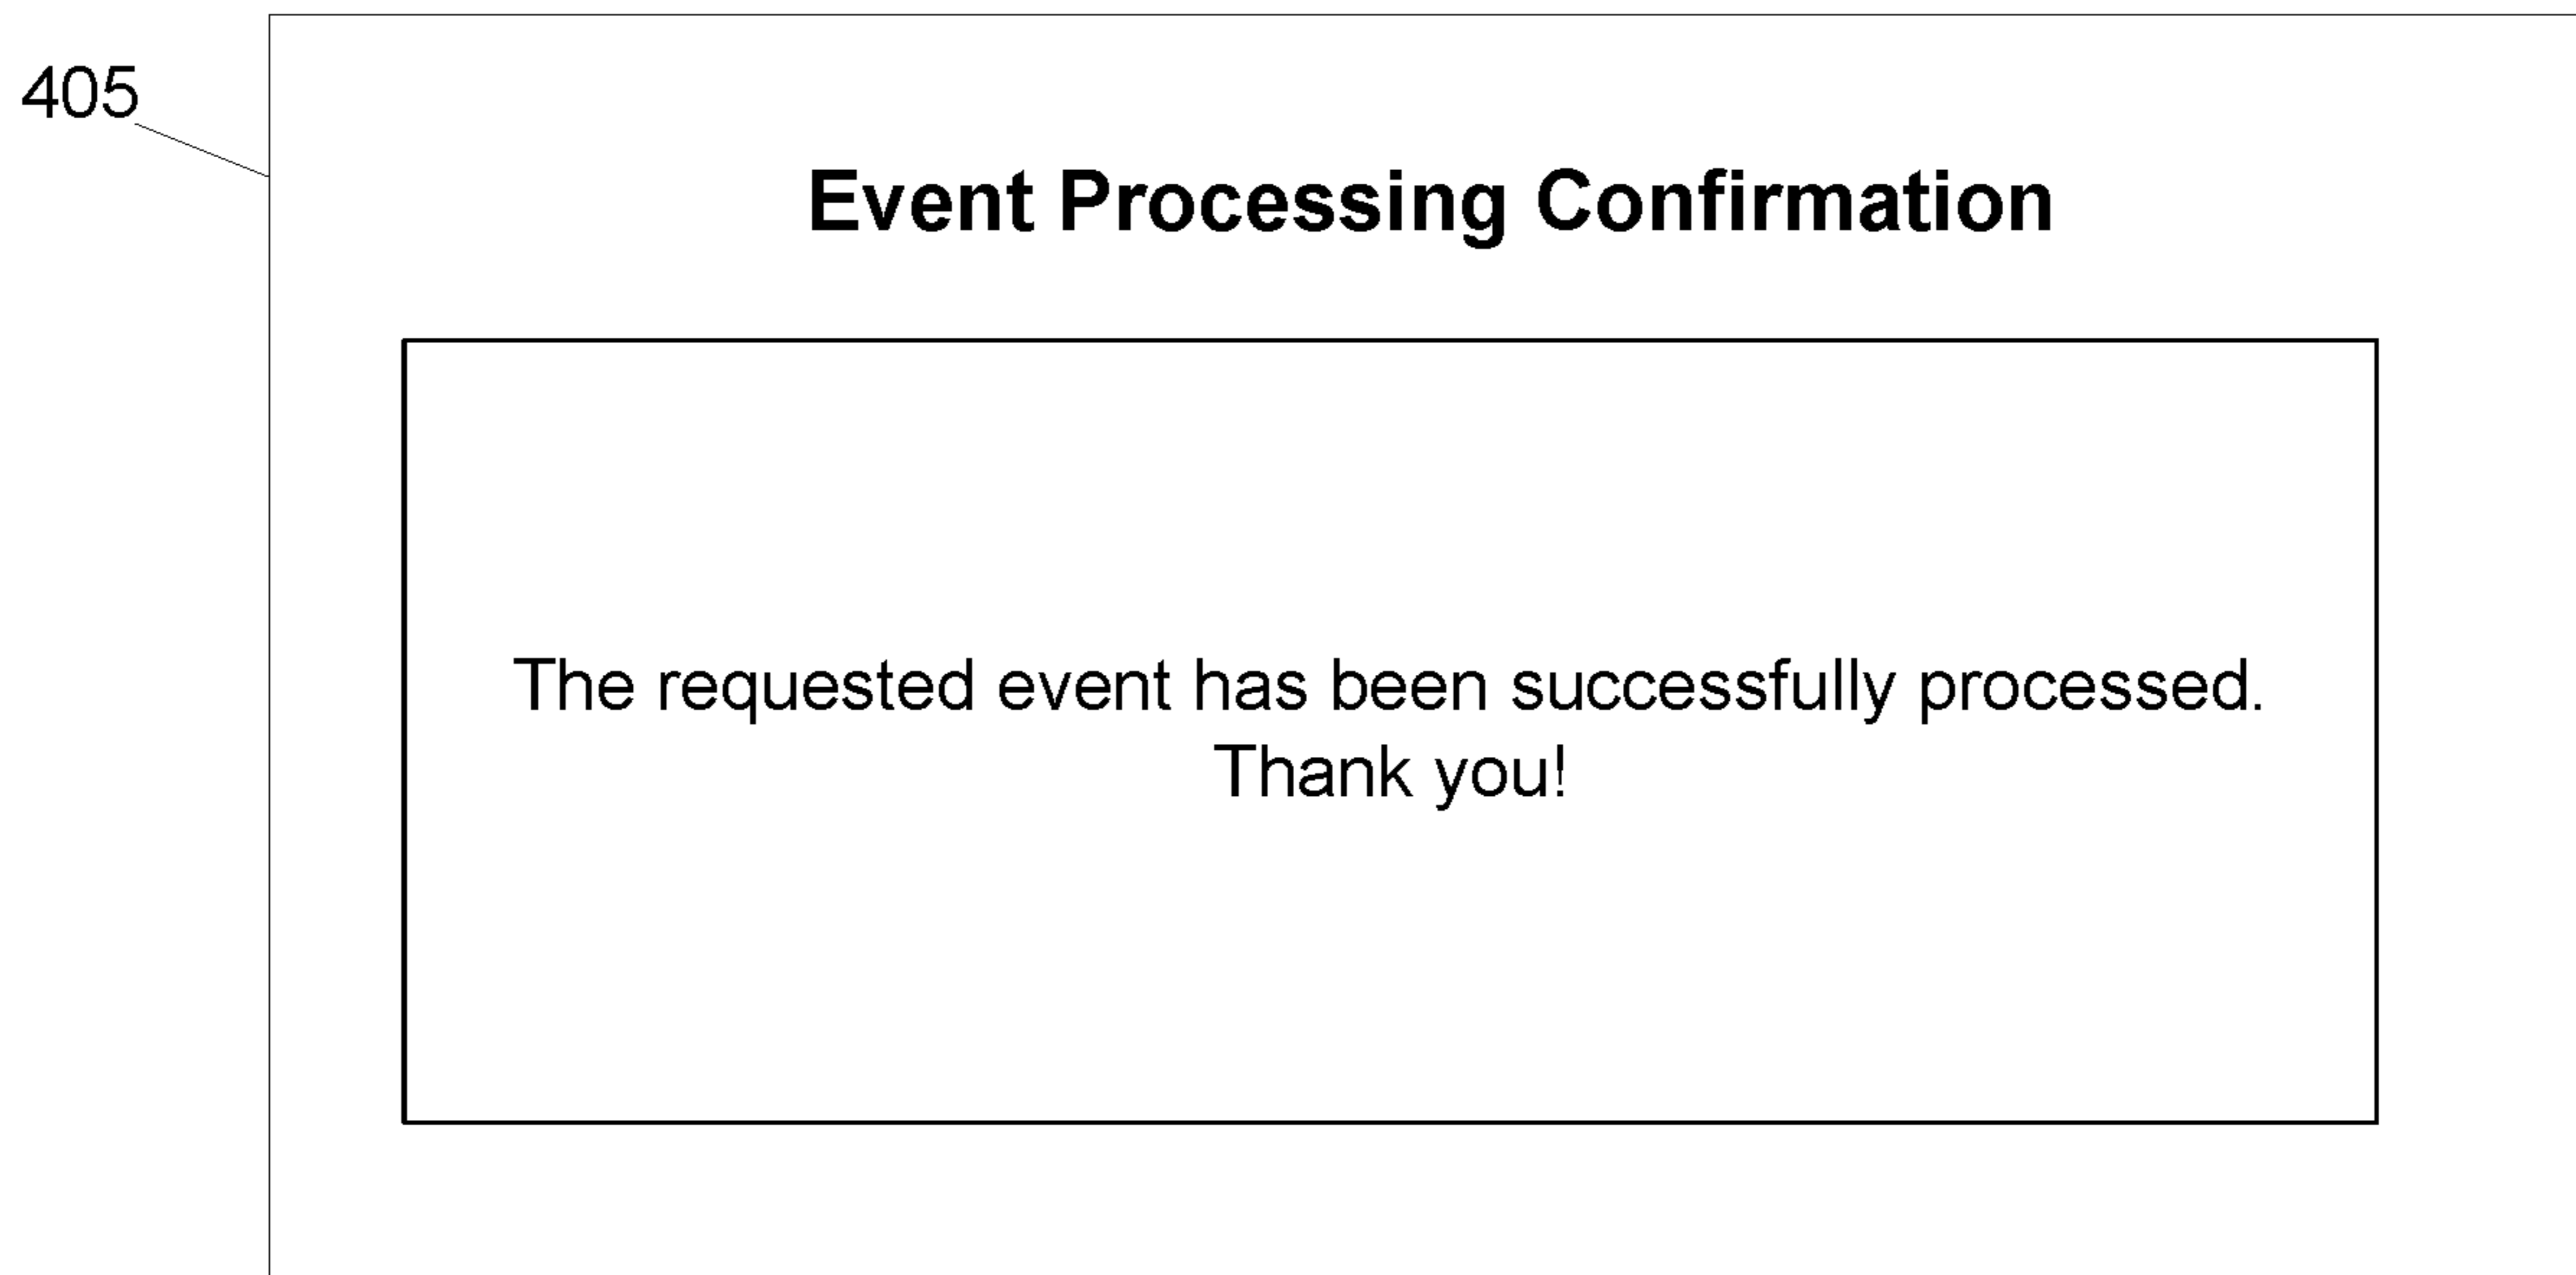 405
Event Processing Confirmation
The requested event has been successfully processed.
Thank you!